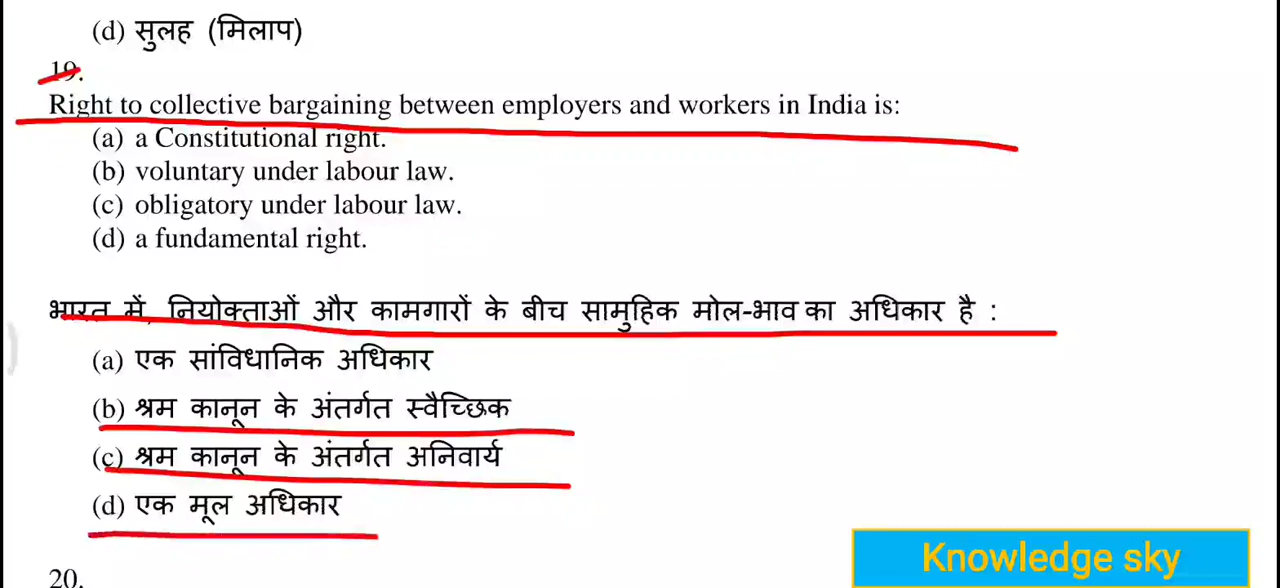 (d) सुलह (मिलाप)
19.
Right to collective bargaining between employers and workers in India is:
(a) a Constitutional right.
(b) voluntary under labour law.
(c) obligatory under labour law.
(d) a fundamental right.
भारत में, नियोक्ताओं और कामगारों के बीच सामुहिक मोल-भाव का अधिकार है :
(a) एक सांविधानिक अधिकार
(b) श्रम कानून के अंतर्गत स्वैच्छिक
(c) श्रम कानून के अंतर्गत अनिवार्य
(d) एक मूल अधिकार
Knowledge sky
20.